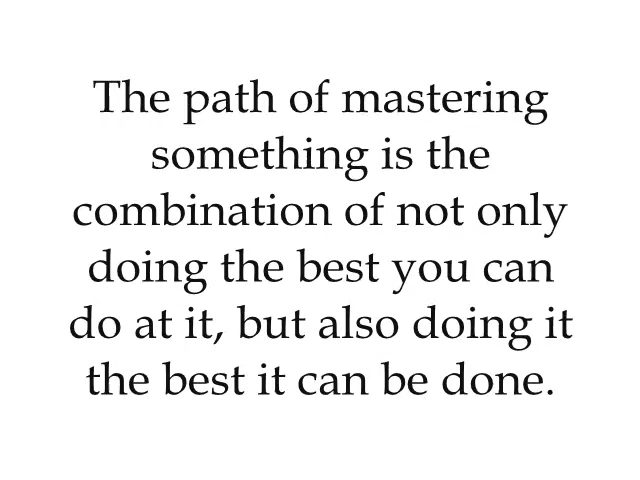 The path of mastering
something is the
combination of not only
doing the best you can
do at it, but also doing it
the best it can be done.